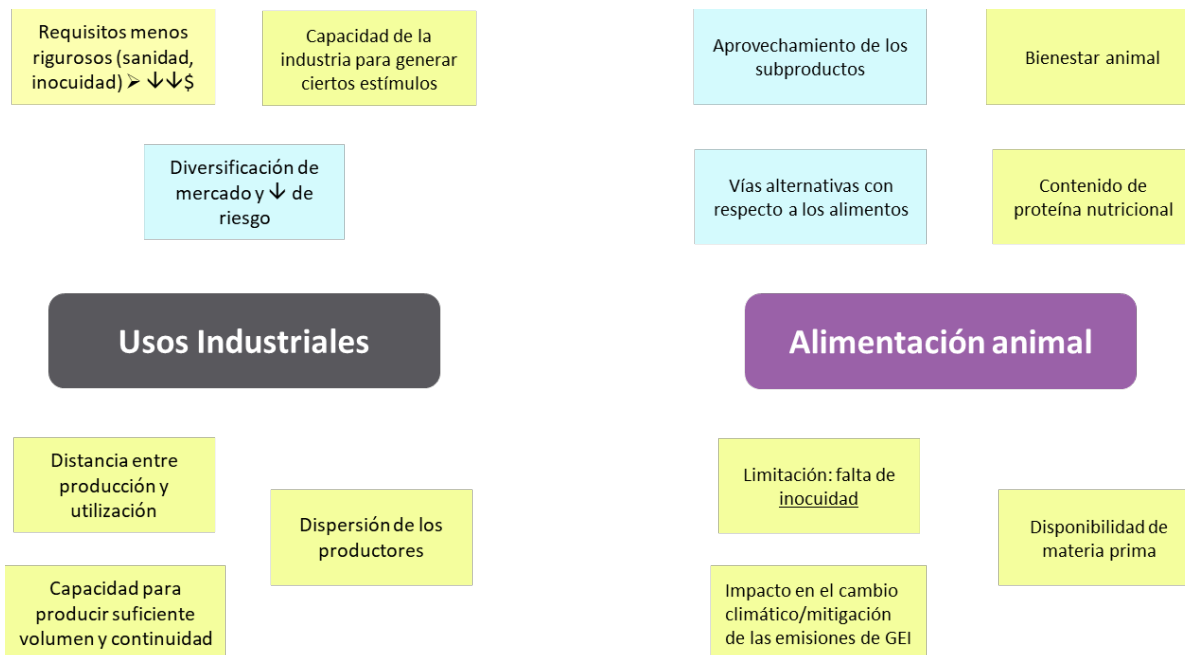 Requisitos menos
rigurosos (sanidad,
inocuidad) ➢ ↓↓$
Capacidad de la
industria para generar
ciertos estímulos
Diversificación de
mercado y ↓ de
riesgo
Usos Industriales
Distancia entre
producción y
utilización
Dispersión de los
productores
Capacidad para
producir suficiente
volumen y continuidad
Aprovechamiento de los
subproductos
Bienestar animal
Vías alternativas con
respecto a los alimentos
Contenido de
proteína nutricional
Alimentación animal
Limitación: falta de
inocuidad
Disponibilidad de
materia prima
Impacto en el cambio
climático/mitigación
de las emisiones de GEI